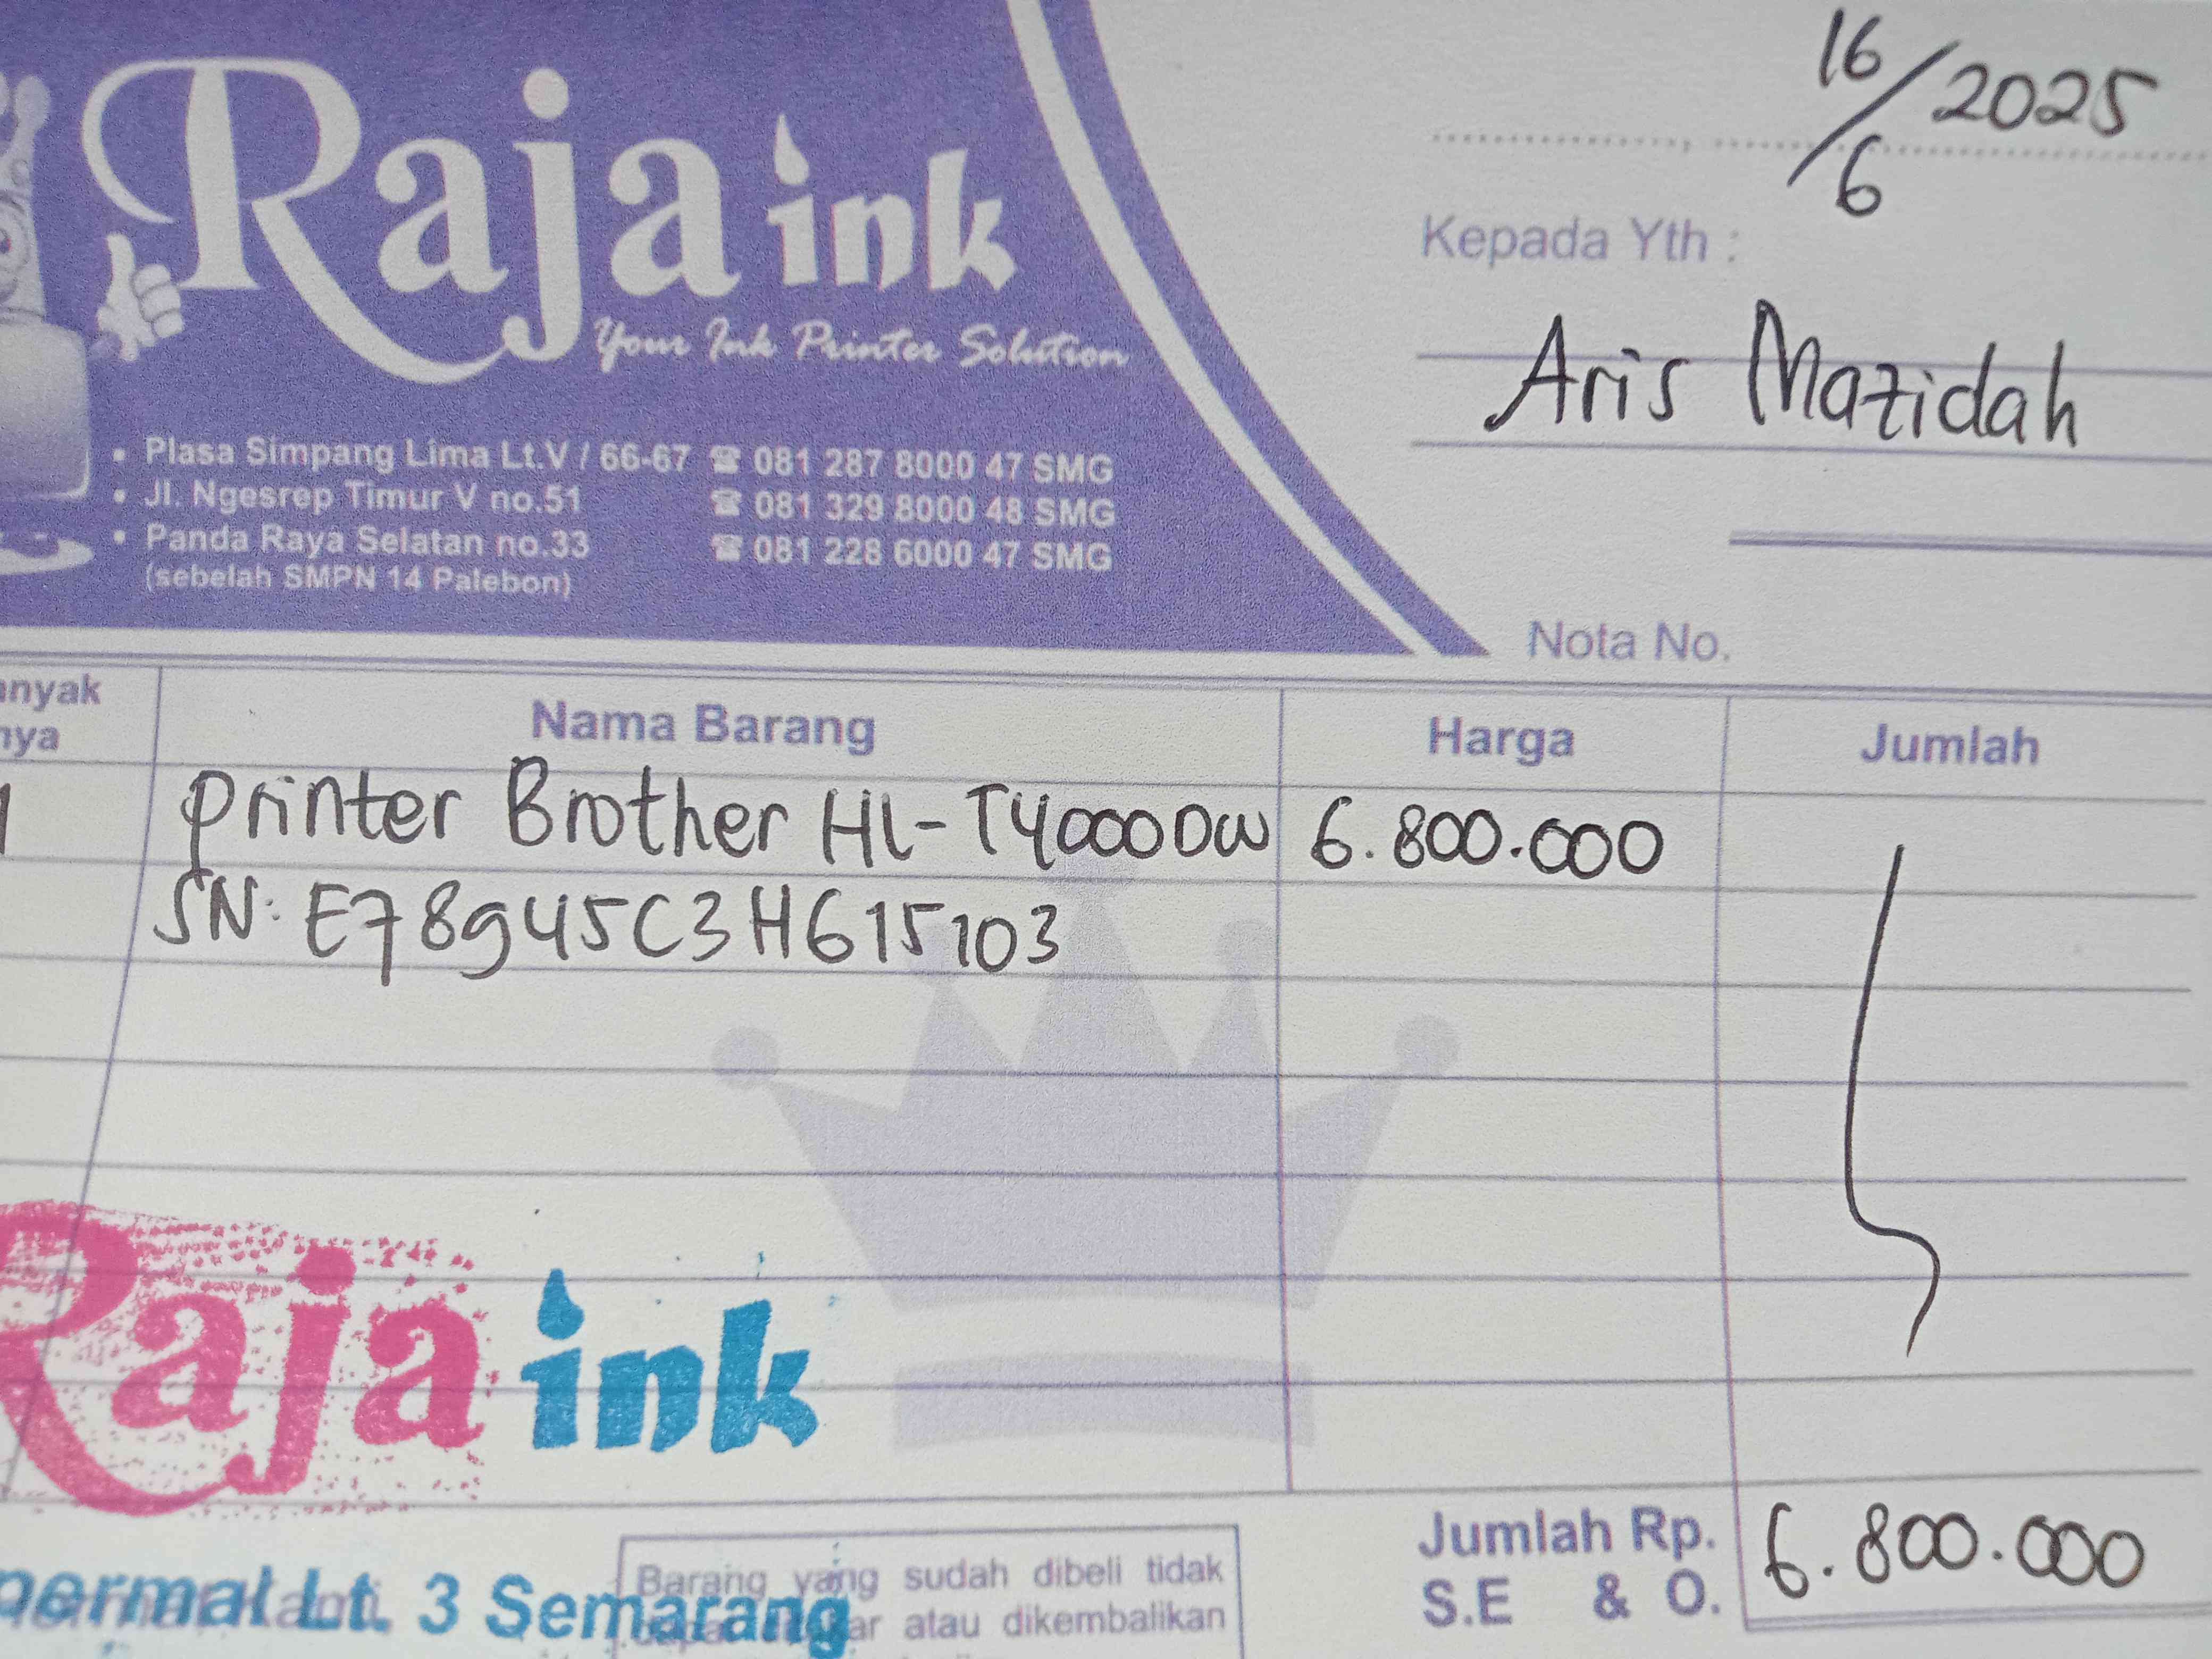 Raja ink
Your Ink Printer Solution
• Plasa Simpang Lima Lt.V / 66-67 ☎ 081 287 8000 47 SMG
• Jl. Ngesrep Timur V no.51 ☎ 081 329 8000 48 SMG
• Panda Raya Selatan no.33 ☎ 081 228 6000 47 SMG
(sebelah SMPN 14 Palebon)
16/6/2025
Kepada Yth :
Aris Mazidah
Nota No.
anyak
nya
Nama Barang Harga Jumlah
1 Printer Brother HL-T4000DW 6.800.000
SN: E78945C3H615103
Raja ink
permal Lt. 3 Semarang
Barang yang sudah dibeli tidak
atau dikembalikan
Jumlah Rp. 6.800.000
S.E & O.